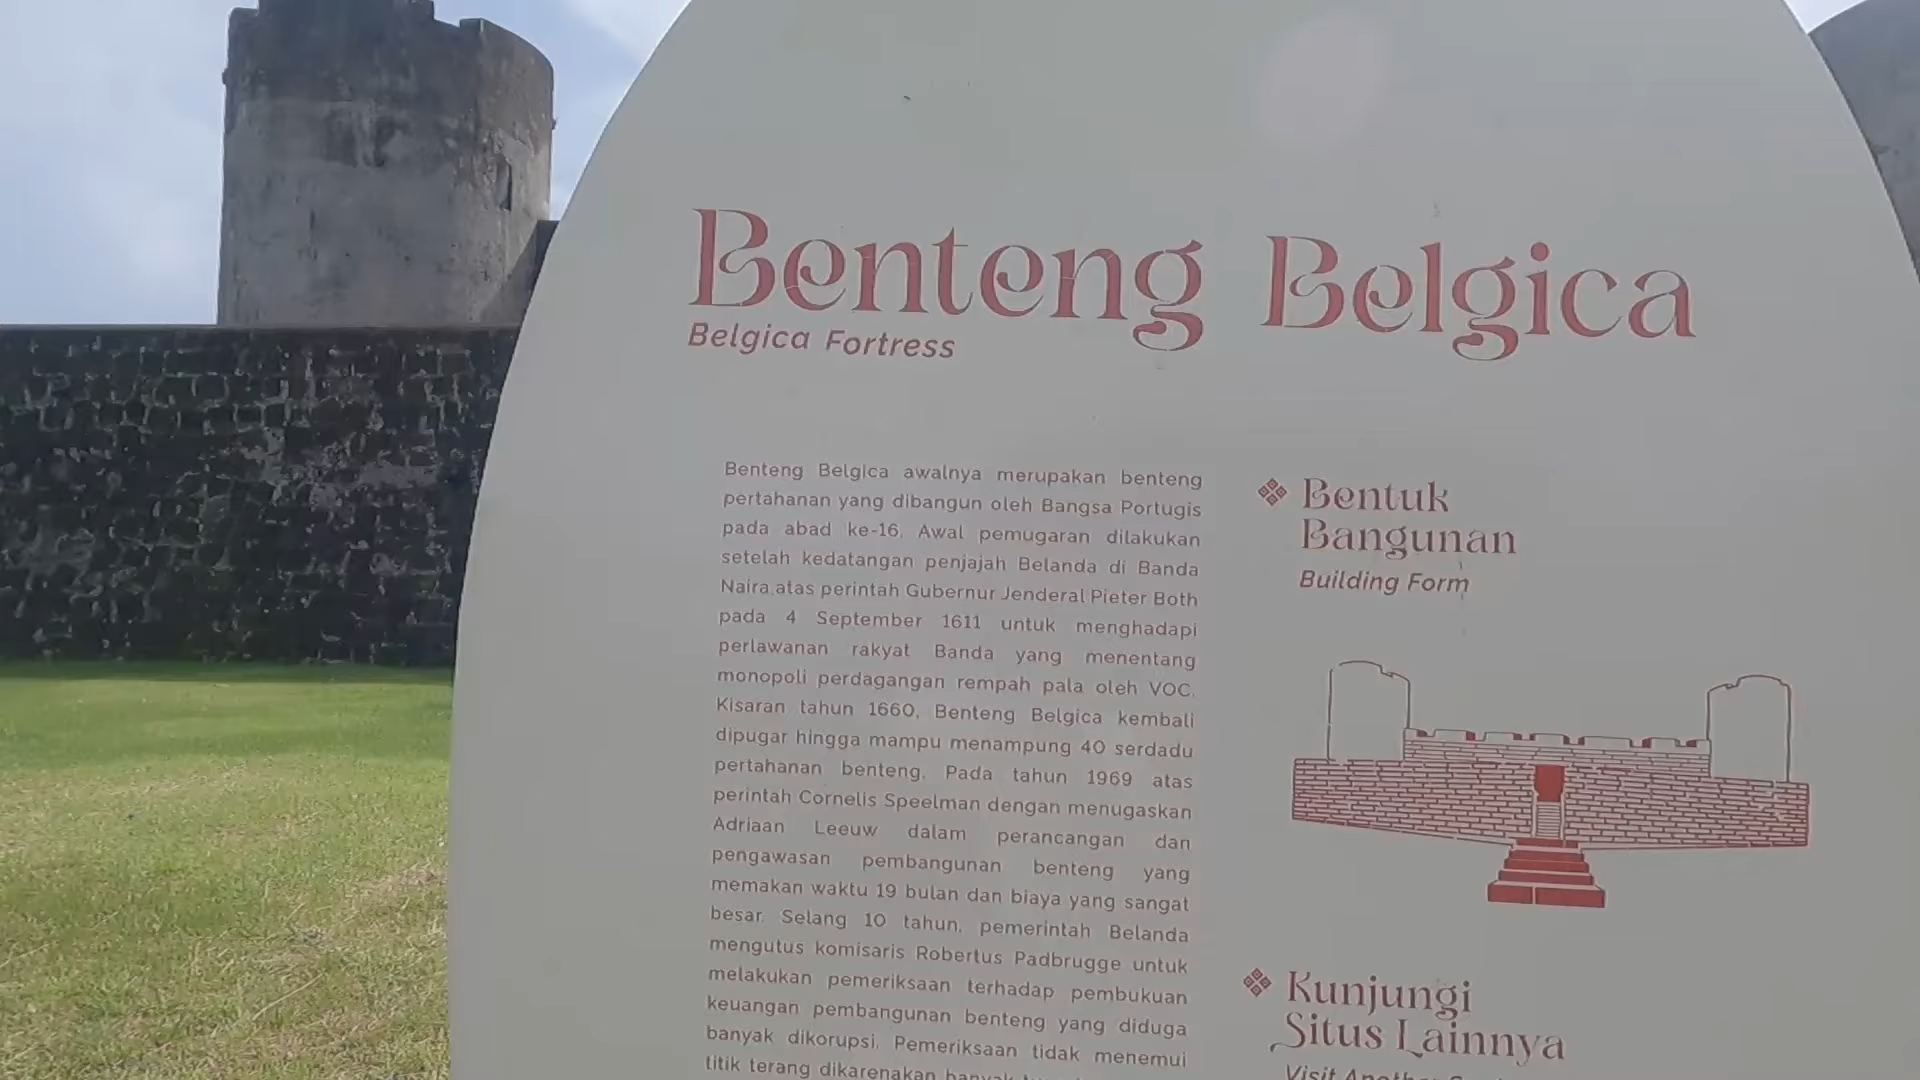 Benteng Belgica
Belgica Fortress
Benteng Belgica awalnya merupakan benteng
pertahanan yang dibangun oleh Bangsa Portugis
pada abad ke-16. Awal pemugaran dilakukan
setelah kedatangan penjajah Belanda di Banda
Naira atas perintah Gubernur Jenderal Pieter Both
pada 4 September 1611 untuk menghadapi
perlawanan rakyat Banda yang menentang
monopoli perdagangan rempah pala oleh VOC.
Kisaran tahun 1660, Benteng Belgica kembali
dipugar hingga mampu menampung 40 serdadu
pertahanan benteng. Pada tahun 1969 atas
perintah Cornelis Speelman dengan menugaskan
Adriaan Leeuw dalam perancangan dan
pengawasan pembangunan benteng yang
memakan waktu 19 bulan dan biaya yang sangat
besar. Selang 10 tahun, pemerintah Belanda
mengutus komisaris Robertus Padbrugge untuk
melakukan pemeriksaan terhadap pembukuan
keuangan pembangunan benteng yang diduga
banyak dikorupsi. Pemeriksaan tidak menemui
titik terang dikarenakan banyak
Bentuk
Bangunan
Building Form
Kunjungi
Situs Lainnya
Visit